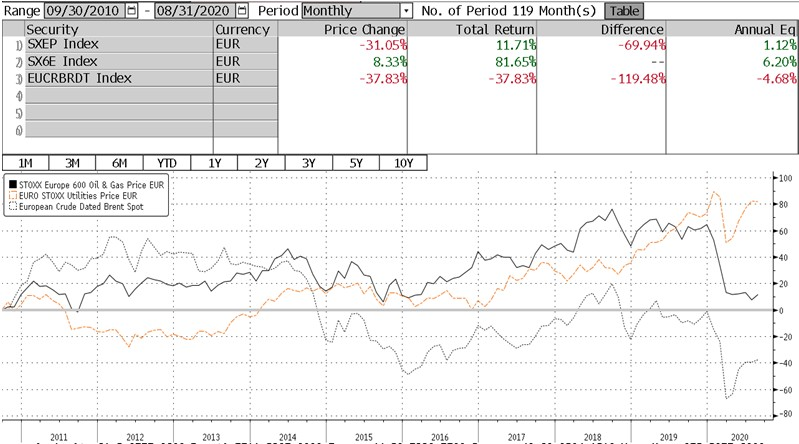 Range 09/30/2010 - 08/31/2020 Period Monthly No. of Period 119 Month(s) Table
Security Currency Price Change Total Return Difference Annual Eq
1) SXEP Index EUR -31.05% 11.71% -69.94% 1.12%
2) SX6E Index EUR 8.33% 81.65% -- 6.20%
3) EUCRBRDT Index EUR -37.83% -37.83% -119.48% -4.68%
4)
5)
6)
1M 3M 6M YTD 1Y 2Y 3Y 5Y 10Y
STOXX Europe 600 Oil & Gas Price EUR
EURO STOXX Utilities Price EUR
European Crude Dated Brent Spot
100
80
60
40
20
0
-20
-40
-60
-80
2011 2012 2013 2014 2015 2016 2017 2018 2019 2020